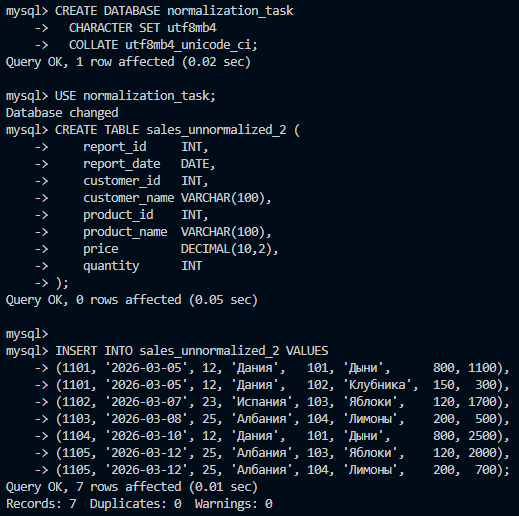 mysql> CREATE DATABASE normalization_task
    ->   CHARACTER SET utf8mb4
    ->   COLLATE utf8mb4_unicode_ci;
Query OK, 1 row affected (0.02 sec)

mysql> USE normalization_task;
Database changed
mysql> CREATE TABLE sales_unnormalized_2 (
    ->     report_id     INT,
    ->     report_date   DATE,
    ->     customer_id   INT,
    ->     customer_name VARCHAR(100),
    ->     product_id    INT,
    ->     product_name  VARCHAR(100),
    ->     price         DECIMAL(10,2),
    ->     quantity      INT
    -> );
Query OK, 0 rows affected (0.05 sec)

mysql>
mysql> INSERT INTO sales_unnormalized_2 VALUES
    -> (1101, '2026-03-05', 12, 'Дания',   101, 'Дыни',     800, 1100),
    -> (1101, '2026-03-05', 12, 'Дания',   102, 'Клубника', 150,  300),
    -> (1102, '2026-03-07', 23, 'Испания', 103, 'Яблоки',   120, 1700),
    -> (1103, '2026-03-08', 25, 'Албания', 104, 'Лимоны',   200,  500),
    -> (1104, '2026-03-10', 12, 'Дания',   101, 'Дыни',     800, 2500),
    -> (1105, '2026-03-12', 25, 'Албания', 103, 'Яблоки',   120, 2000),
    -> (1105, '2026-03-12', 25, 'Албания', 104, 'Лимоны',   200,  700);
Query OK, 7 rows affected (0.01 sec)
Records: 7  Duplicates: 0  Warnings: 0